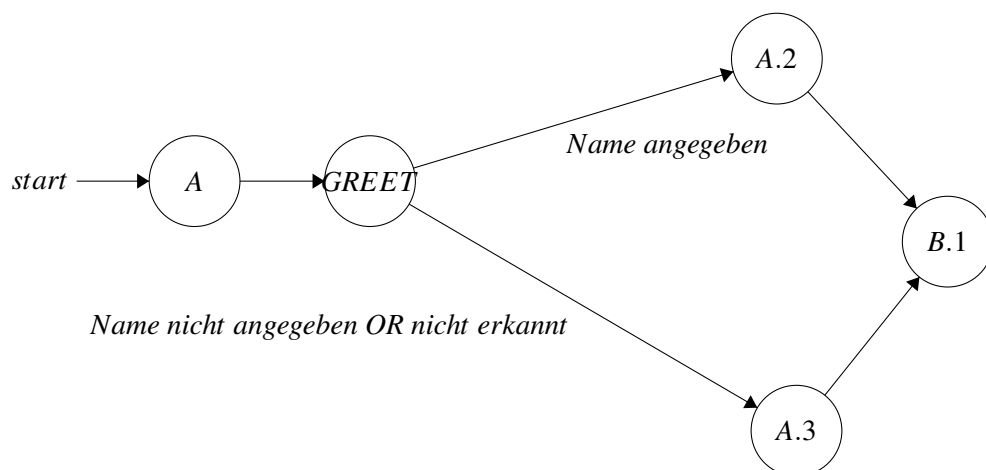 A.2
Name angegeben
start
A
GREET
B.1
Name nicht angegeben OR nicht erkannt
A.3